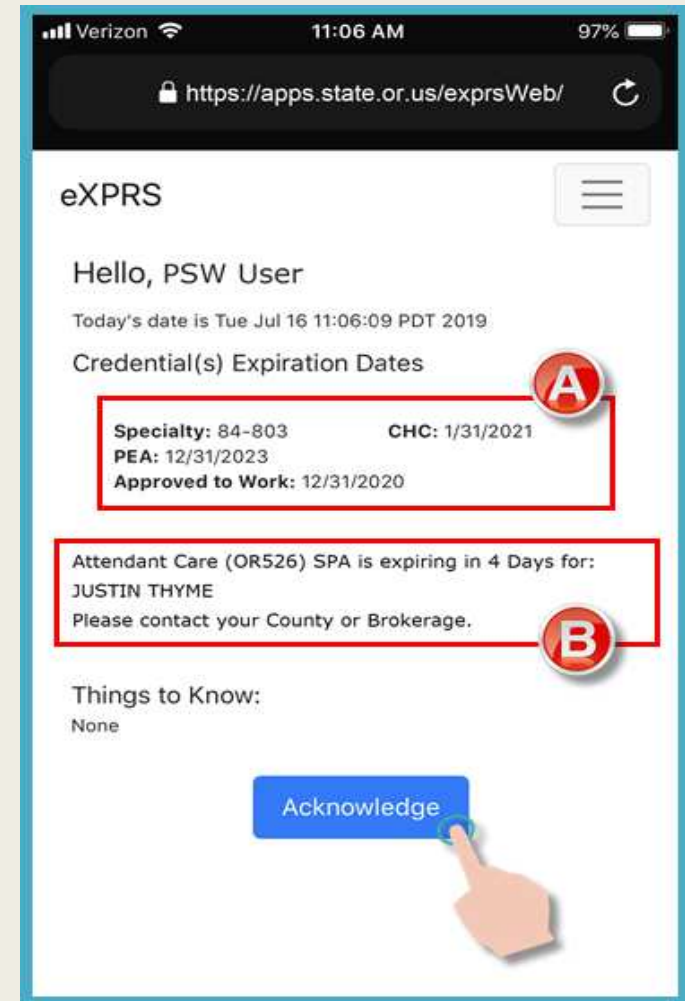 Verizon 11:06 AM 97%
https://apps.state.or.us/exprsWeb/
eXPRS
Hello, PSW User
Today's date is Tue Jul 16 11:06:09 PDT 2019
Credential(s) Expiration Dates
A
Specialty: 84-803 CHC: 1/31/2021
PEA: 12/31/2023
Approved to Work: 12/31/2020
Attendant Care (OR526) SPA is expiring in 4 Days for:
JUSTIN THYME
Please contact your County or Brokerage.
B
Things to Know:
None
Acknowledge